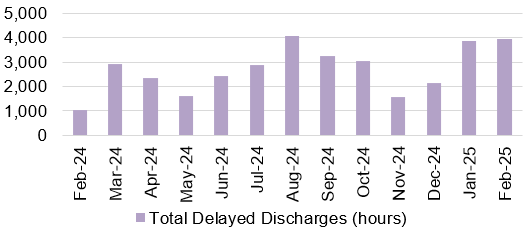 5,000
4,000
3,000
2,000
1,000
0
Feb-24
Mar-24
Apr-24
May-24
Jun-24
Jul-24
Aug-24
Sep-24
Oct-24
Nov-24
Dec-24
Jan-25
Feb-25
Total Delayed Discharges (hours)